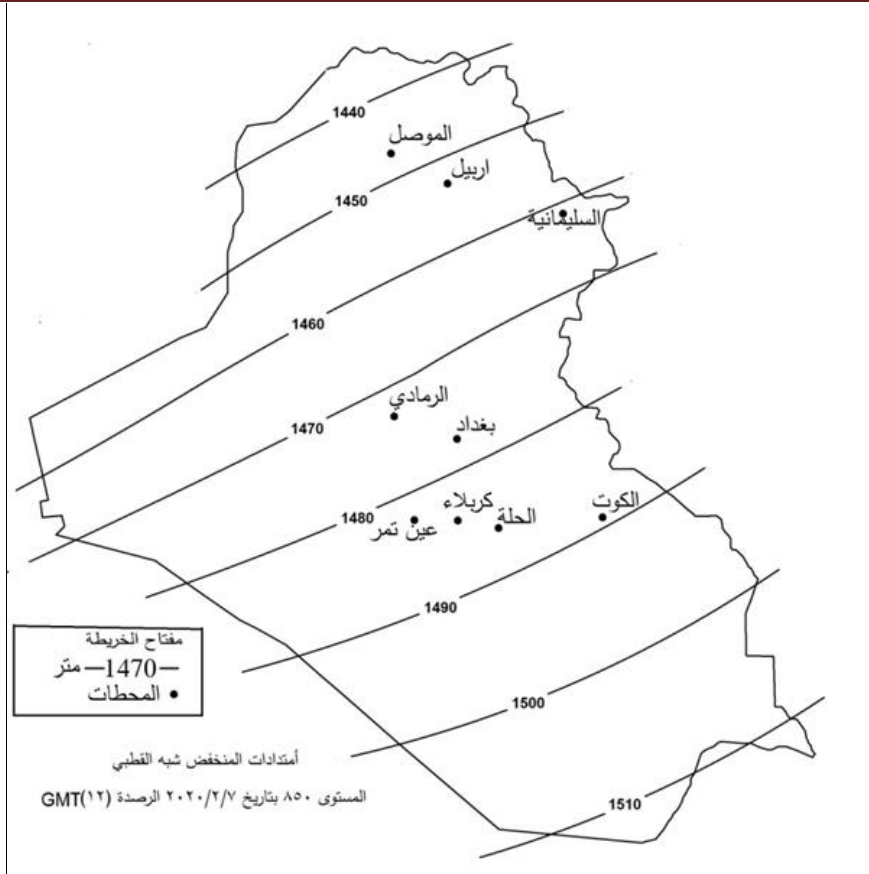 1440
الموصل
اربيل
1450
السليمانية
1460
الرمادي
1470
بغداد
1480
الكوت
كربلاء
الحلة
عين تمر
1490
مفتاح الخريطة
—1470— متر
• المحطات
1500
أمتدادات المنخفض شبه القطبي
المستوى ٨٥٠ بتاريخ ٢٠٢٠/٢/٧ الرصدة (١٢)GMT
1510